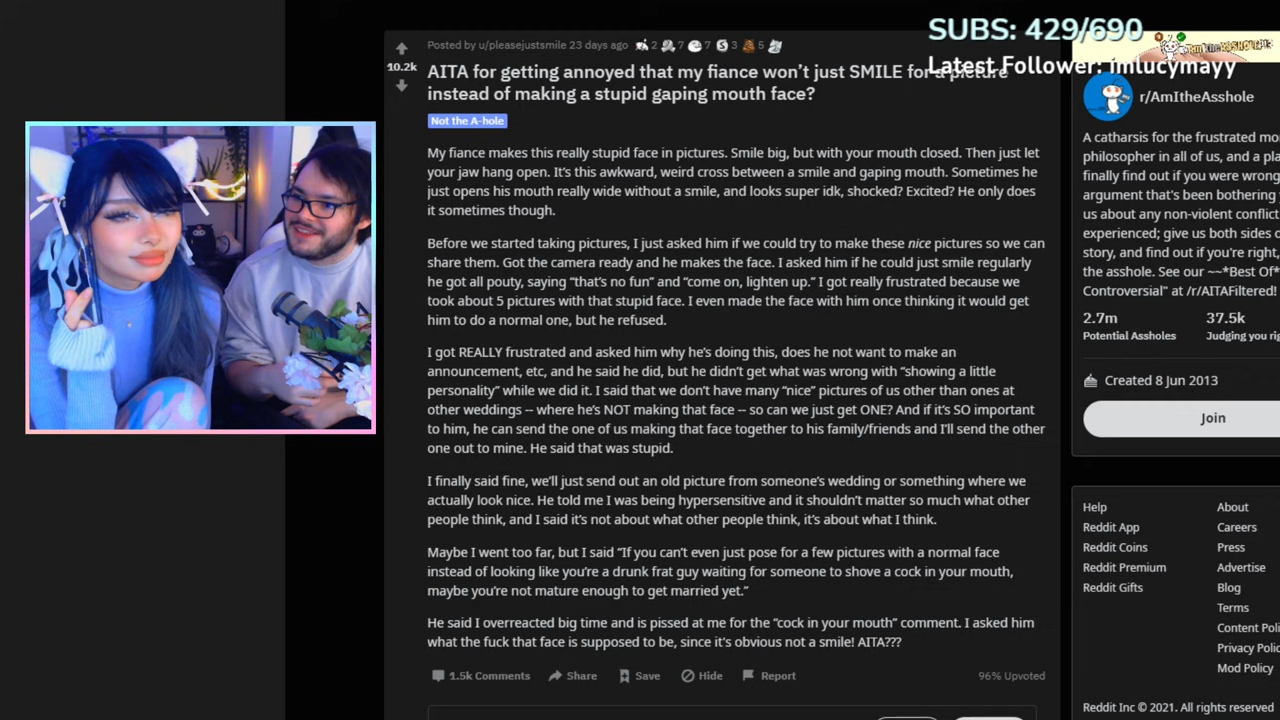 SUBS: 429/690
Latest Follower: imlucymayy
Posted by u/pleasejustsmile 23 days ago 2 7 7 3 5
10.2k
AITA for getting annoyed that my fiance won't just SMILE for a picture
instead of making a stupid gaping mouth face?
Not the A-hole
My fiance makes this really stupid face in pictures. Smile big, but with your mouth closed. Then just let
your jaw hang open. It's this awkward, weird cross between a smile and gaping mouth. Sometimes he
just opens his mouth really wide without a smile, and looks super idk, shocked? Excited? He only does
it sometimes though.
Before we started taking pictures, I just asked him if we could try to make these nice pictures so we can
share them. Got the camera ready and he makes the face. I asked him if he could just smile regularly
he got all pouty, saying “that's no fun” and “come on, lighten up.” I got really frustrated because we
took about 5 pictures with that stupid face. I even made the face with him once thinking it would get
him to do a normal one, but he refused.
I got REALLY frustrated and asked him why he's doing this, does he not want to make an
announcement, etc, and he said he did, but he didn't get what was wrong with “showing a little
personality” while we did it. I said that we don't have many “nice” pictures of us other than ones at
other weddings -- where he's NOT making that face -- so can we just get ONE? And if it's SO important
to him, he can send the one of us making that face together to his family/friends and I'll send the other
one out to mine. He said that was stupid.
I finally said fine, we'll just send out an old picture from someone's wedding or something where we
actually look nice. He told me I was being hypersensitive and it shouldn't matter so much what other
people think, and I said it's not about what other people think, it's about what I think.
Maybe I went too far, but I said “If you can't even just pose for a few pictures with a normal face
instead of looking like you're a drunk frat guy waiting for someone to shove a cock in your mouth,
maybe you're not mature enough to get married yet.”
He said I overreacted big time and is pissed at me for the “cock in your mouth” comment. I asked him
what the fuck that face is supposed to be, since it's obvious not a smile! AITA???
1.5k Comments Share Save Hide Report 96% Upvoted
r/AmItheAsshole
A catharsis for the frustrated mo
philosopher in all of us, and a pla
finally find out if you were wrong
argument that's been bothering y
us about any non-violent conflict
experienced; give us both sides o
story, and find out if you're right,
the asshole. See our ~~*Best Of*
Controversial" at /r/AITAFiltered!
2.7m 37.5k
Potential Assholes Judging you rig
Created 8 Jun 2013
Join
Help About
Reddit App Careers
Reddit Coins Press
Reddit Premium Advertise
Reddit Gifts Blog
Terms
Content Poli
Privacy Polic
Mod Policy
Reddit Inc © 2021. All rights reserved